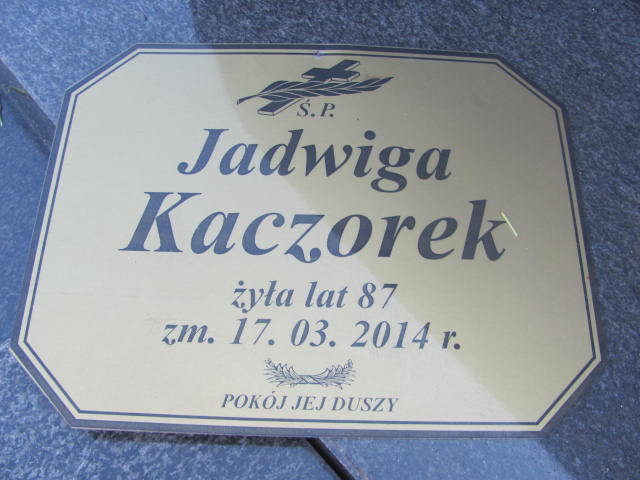 Ś.P.
Jadwiga
Kaczorek
żyła lat 87
zm. 17. 03. 2014 r.
POKÓJ JEJ DUSZY